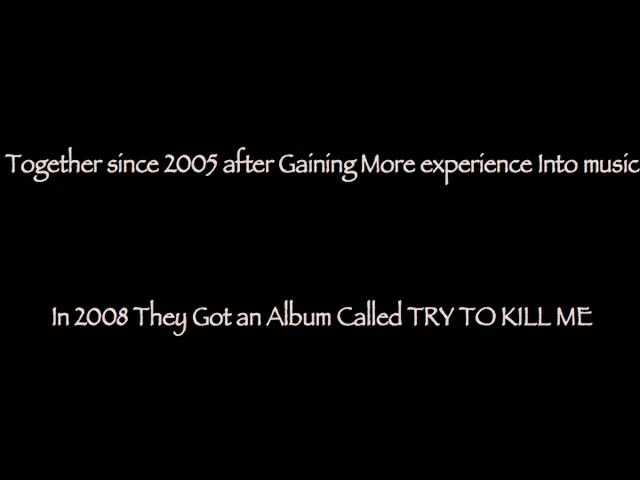 Together since 2005 after Gaining More experience Into music
In 2008 They Got an Album Called TRY TO KILL ME